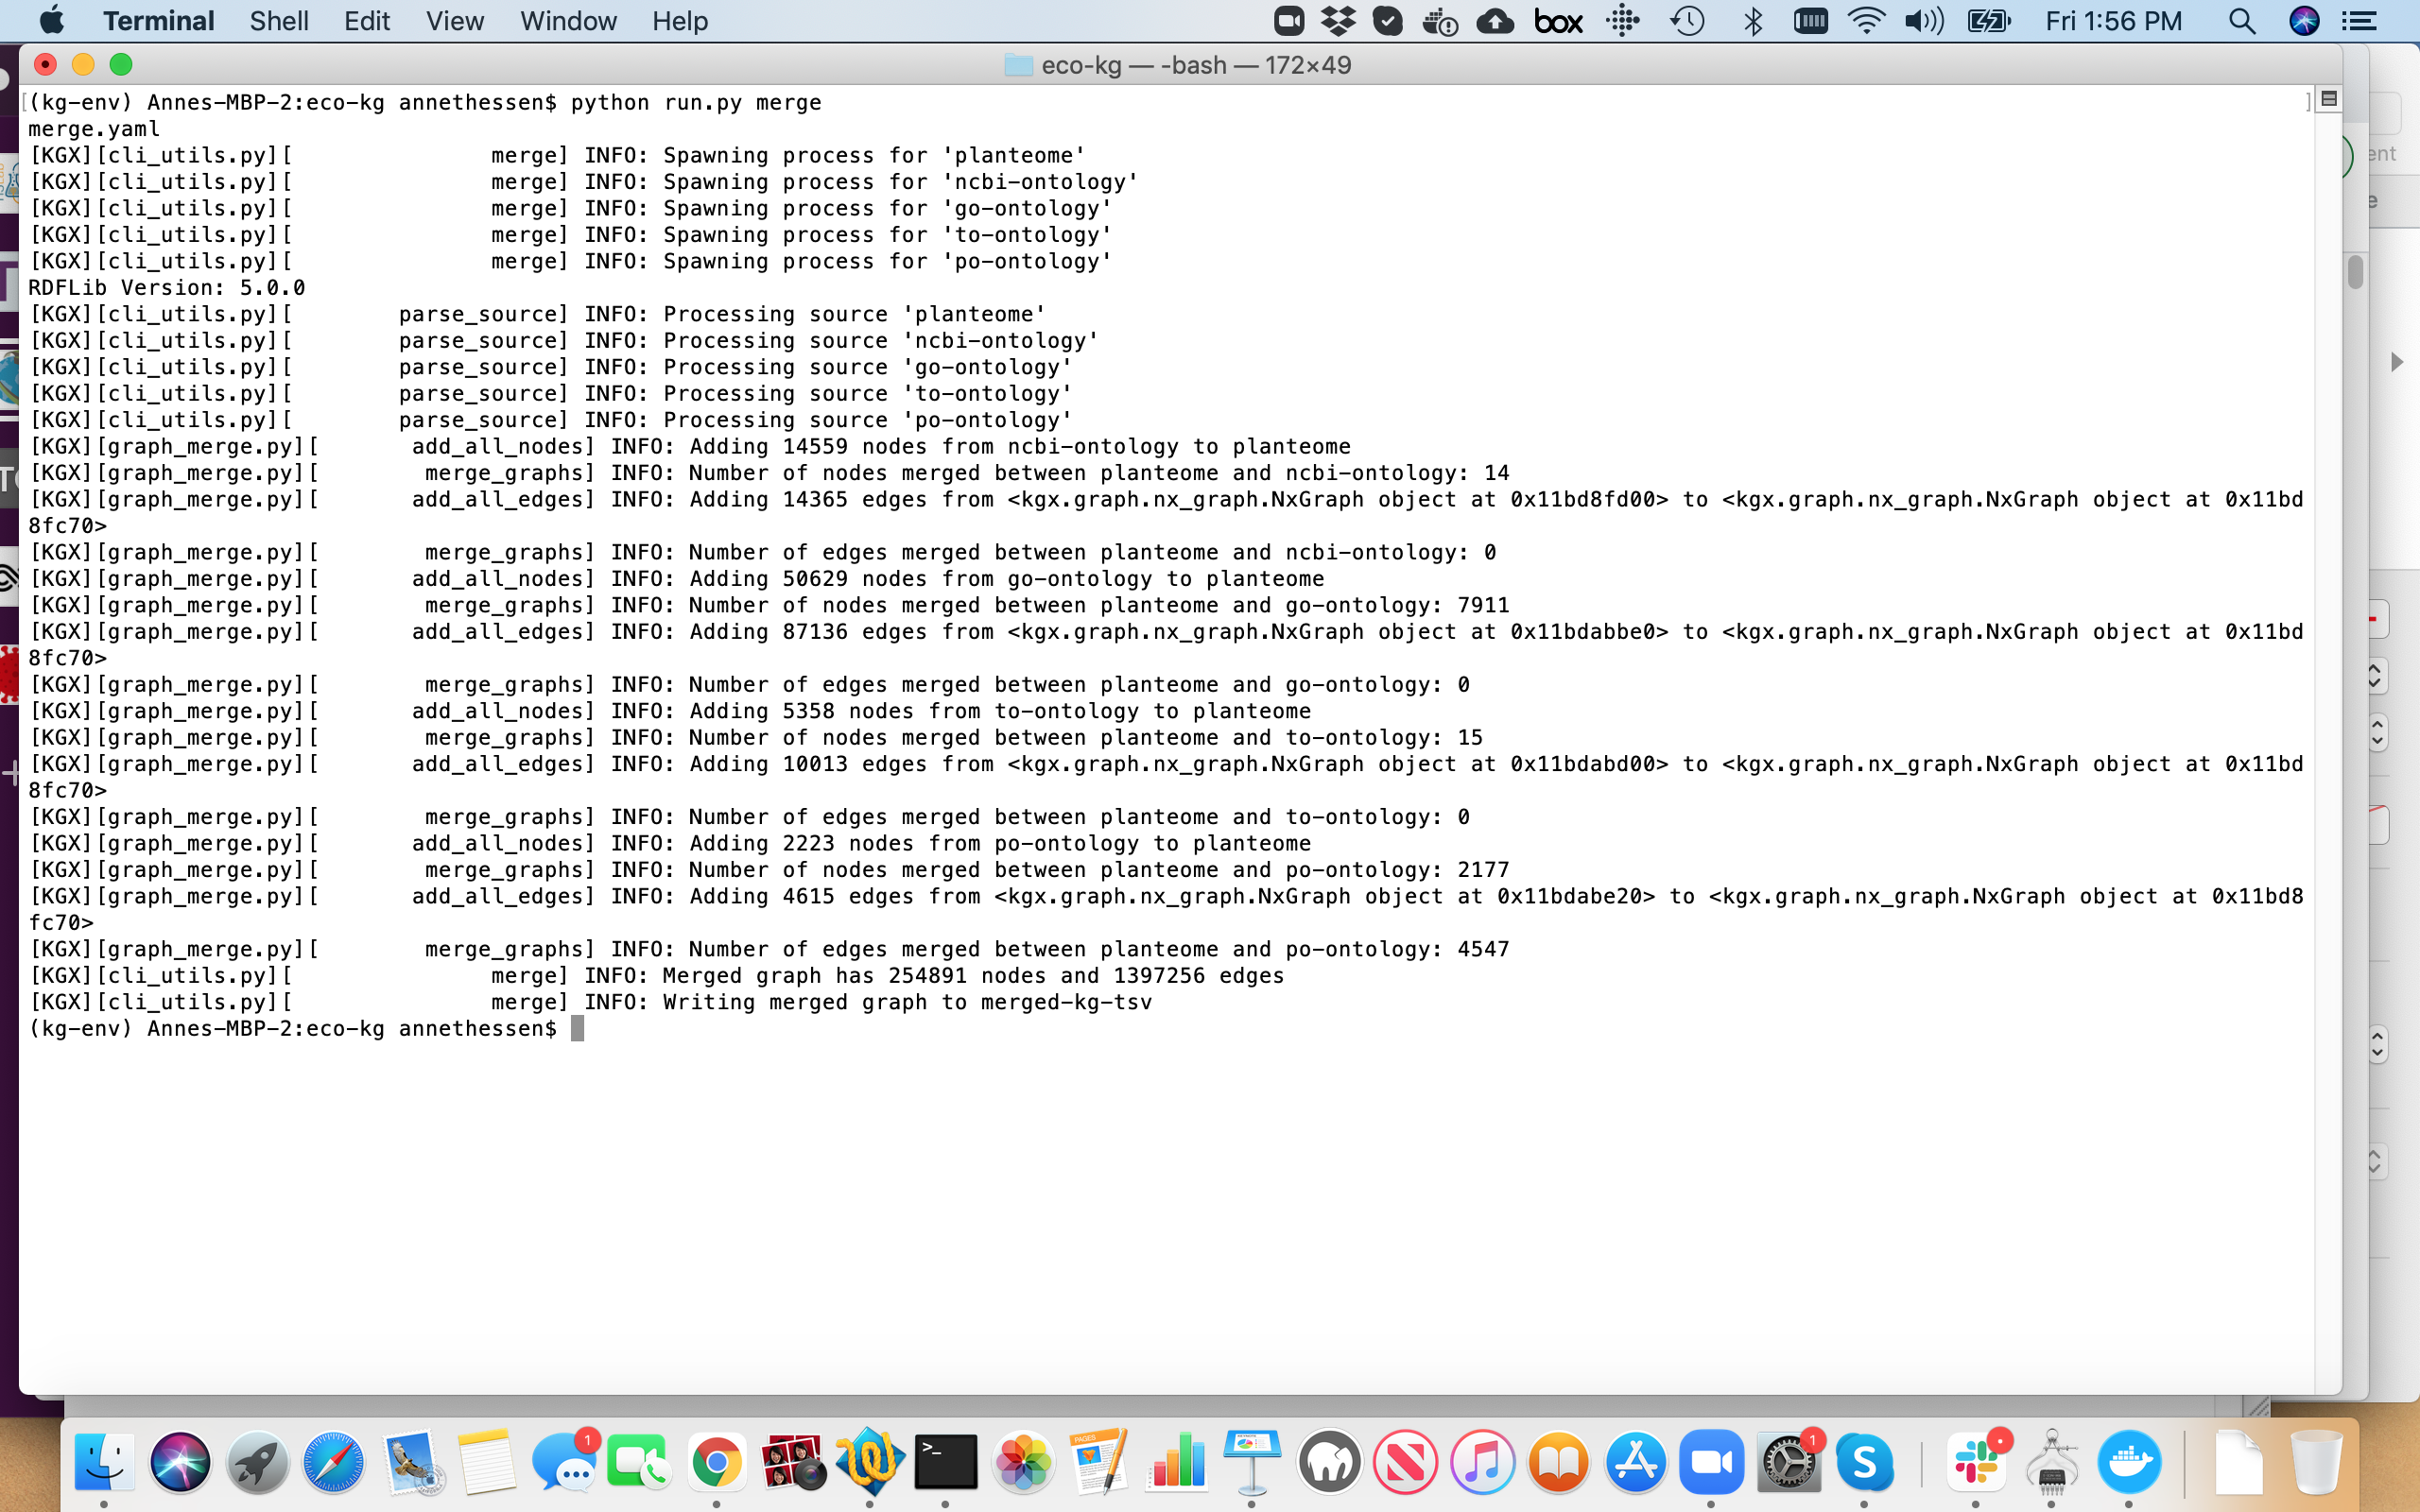 Terminal Shell Edit View Window Help box Fri 1:56 PM
eco-kg — -bash — 172×49
[(kg-env) Annes-MBP-2:eco-kg annethessen$ python run.py merge ]
merge.yaml
[KGX][cli_utils.py][ merge] INFO: Spawning process for 'planteome'
[KGX][cli_utils.py][ merge] INFO: Spawning process for 'ncbi-ontology'
[KGX][cli_utils.py][ merge] INFO: Spawning process for 'go-ontology'
[KGX][cli_utils.py][ merge] INFO: Spawning process for 'to-ontology'
[KGX][cli_utils.py][ merge] INFO: Spawning process for 'po-ontology'
RDFLib Version: 5.0.0
[KGX][cli_utils.py][ parse_source] INFO: Processing source 'planteome'
[KGX][cli_utils.py][ parse_source] INFO: Processing source 'ncbi-ontology'
[KGX][cli_utils.py][ parse_source] INFO: Processing source 'go-ontology'
[KGX][cli_utils.py][ parse_source] INFO: Processing source 'to-ontology'
[KGX][cli_utils.py][ parse_source] INFO: Processing source 'po-ontology'
[KGX][graph_merge.py][ add_all_nodes] INFO: Adding 14559 nodes from ncbi-ontology to planteome
[KGX][graph_merge.py][ merge_graphs] INFO: Number of nodes merged between planteome and ncbi-ontology: 14
[KGX][graph_merge.py][ add_all_edges] INFO: Adding 14365 edges from <kgx.graph.nx_graph.NxGraph object at 0x11bd8fd00> to <kgx.graph.nx_graph.NxGraph object at 0x11bd
8fc70>
[KGX][graph_merge.py][ merge_graphs] INFO: Number of edges merged between planteome and ncbi-ontology: 0
[KGX][graph_merge.py][ add_all_nodes] INFO: Adding 50629 nodes from go-ontology to planteome
[KGX][graph_merge.py][ merge_graphs] INFO: Number of nodes merged between planteome and go-ontology: 7911
[KGX][graph_merge.py][ add_all_edges] INFO: Adding 87136 edges from <kgx.graph.nx_graph.NxGraph object at 0x11bdabbe0> to <kgx.graph.nx_graph.NxGraph object at 0x11bd
8fc70>
[KGX][graph_merge.py][ merge_graphs] INFO: Number of edges merged between planteome and go-ontology: 0
[KGX][graph_merge.py][ add_all_nodes] INFO: Adding 5358 nodes from to-ontology to planteome
[KGX][graph_merge.py][ merge_graphs] INFO: Number of nodes merged between planteome and to-ontology: 15
[KGX][graph_merge.py][ add_all_edges] INFO: Adding 10013 edges from <kgx.graph.nx_graph.NxGraph object at 0x11bdabd00> to <kgx.graph.nx_graph.NxGraph object at 0x11bd
8fc70>
[KGX][graph_merge.py][ merge_graphs] INFO: Number of edges merged between planteome and to-ontology: 0
[KGX][graph_merge.py][ add_all_nodes] INFO: Adding 2223 nodes from po-ontology to planteome
[KGX][graph_merge.py][ merge_graphs] INFO: Number of nodes merged between planteome and po-ontology: 2177
[KGX][graph_merge.py][ add_all_edges] INFO: Adding 4615 edges from <kgx.graph.nx_graph.NxGraph object at 0x11bdabe20> to <kgx.graph.nx_graph.NxGraph object at 0x11bd8
fc70>
[KGX][graph_merge.py][ merge_graphs] INFO: Number of edges merged between planteome and po-ontology: 4547
[KGX][cli_utils.py][ merge] INFO: Merged graph has 254891 nodes and 1397256 edges
[KGX][cli_utils.py][ merge] INFO: Writing merged graph to merged-kg-tsv
(kg-env) Annes-MBP-2:eco-kg annethessen$